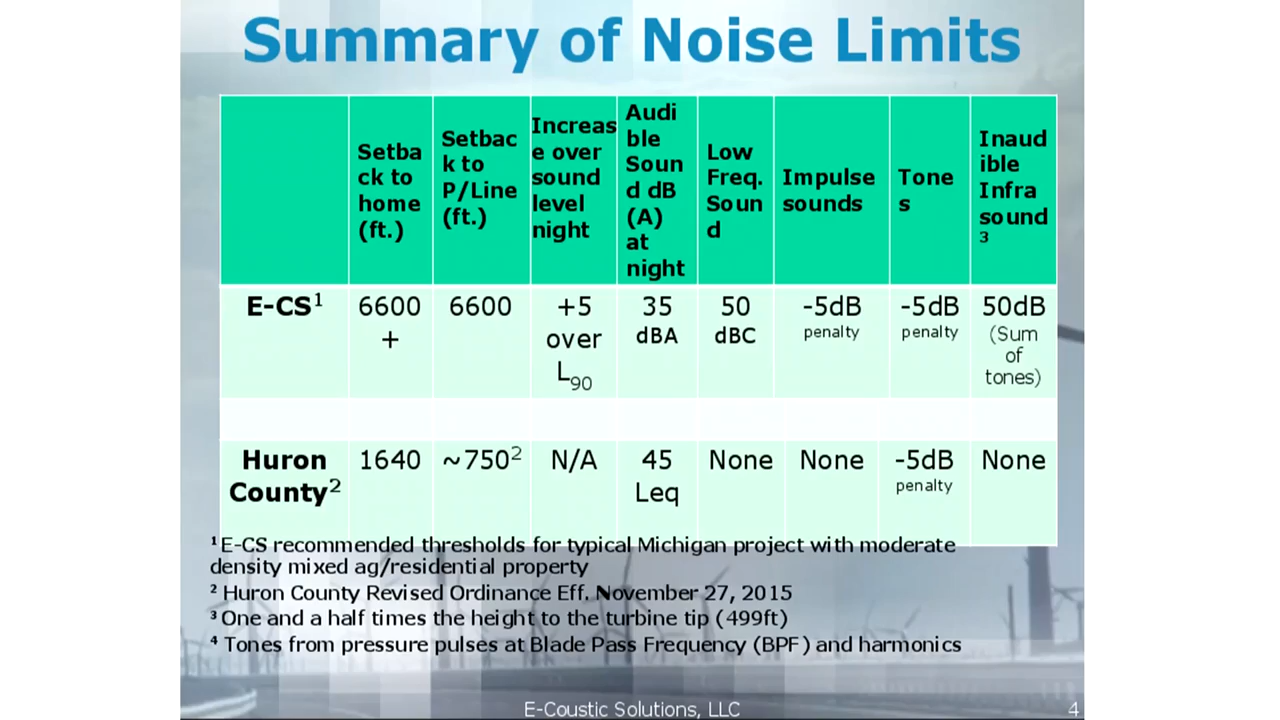 Summary of Noise Limits
Setba
ck to
home
(ft.)
Setbac
k to
P/Line
(ft.)
Increas
e over
sound
level
night
Audi
ble
Soun
d dB
(A)
at
night
Low
Freq.
Soun
d
Impulse
sounds
Tone
s
Inaud
ible
Infra
sound
3
E-CS¹
6600
+
6600
+5
over
L₉₀
35
dBA
50
dBC
-5dB
penalty
-5dB
penalty
50dB
(Sum
of
tones)
Huron
County²
1640
~750²
N/A
45
Leq
None
None
-5dB
penalty
None
¹ E-CS recommended thresholds for typical Michigan project with moderate
density mixed ag/residential property
² Huron County Revised Ordinance Eff. November 27, 2015
³ One and a half times the height to the turbine tip (499ft)
⁴ Tones from pressure pulses at Blade Pass Frequency (BPF) and harmonics
E-Coustic Solutions, LLC
4